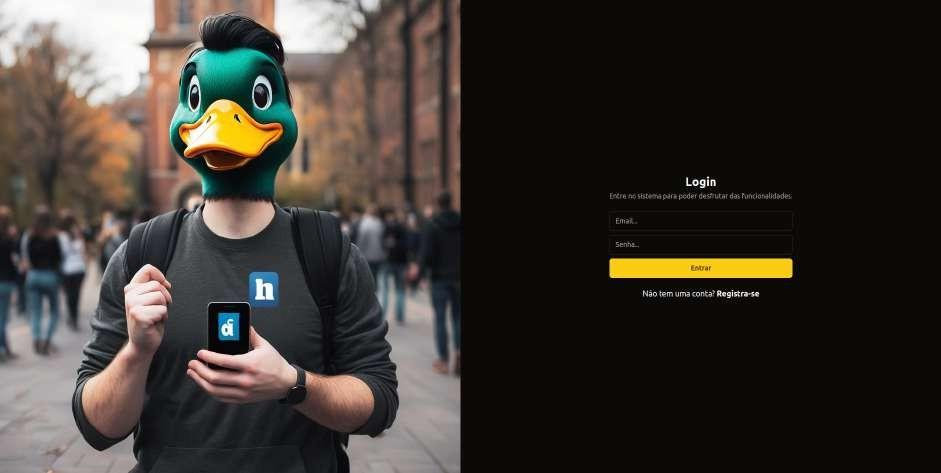 h
d
Login
Entre no sistema para poder desfrutar das funcionalidades.
Email...
Senha...
Entrar
Não tem uma conta? Registra-se